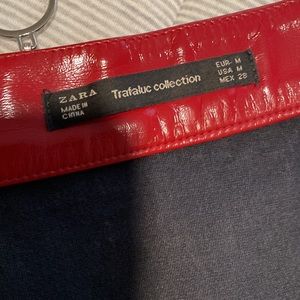 ZARA
MADE IN
CHINA
Trafaluc collection
EUR M
USA M
MEX 28